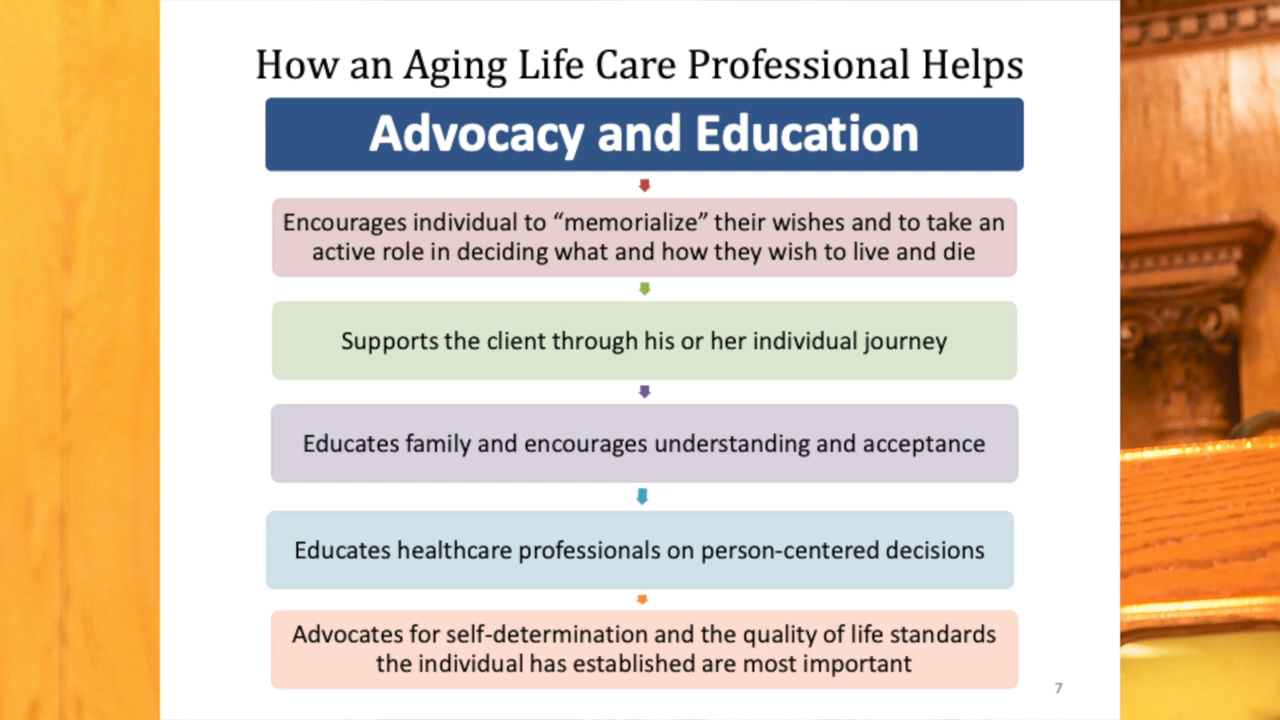 How an Aging Life Care Professional Helps
Advocacy and Education
Encourages individual to “memorialize” their wishes and to take an
active role in deciding what and how they wish to live and die
Supports the client through his or her individual journey
Educates family and encourages understanding and acceptance
Educates healthcare professionals on person-centered decisions
Advocates for self-determination and the quality of life standards
the individual has established are most important
7